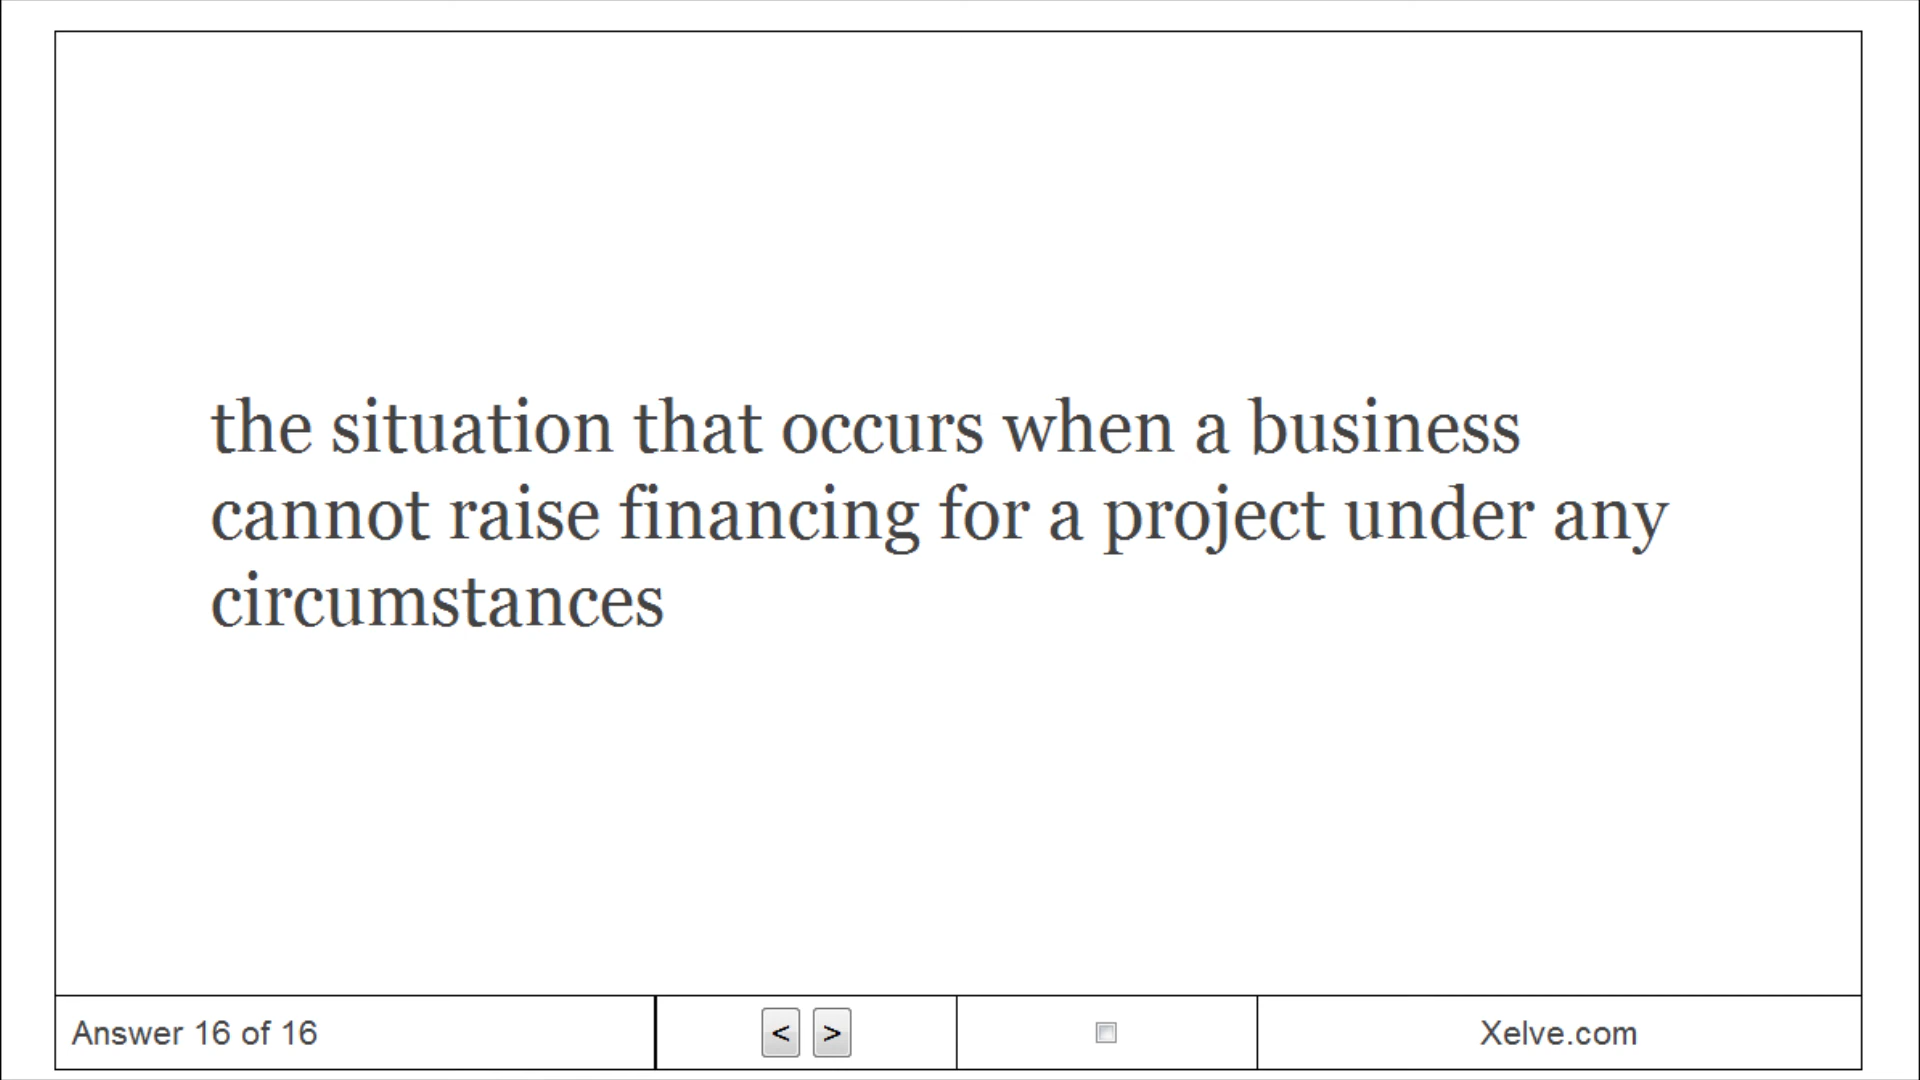 the situation that occurs when a business
cannot raise financing for a project under any
circumstances
Answer 16 of 16
< >
Xelve.com